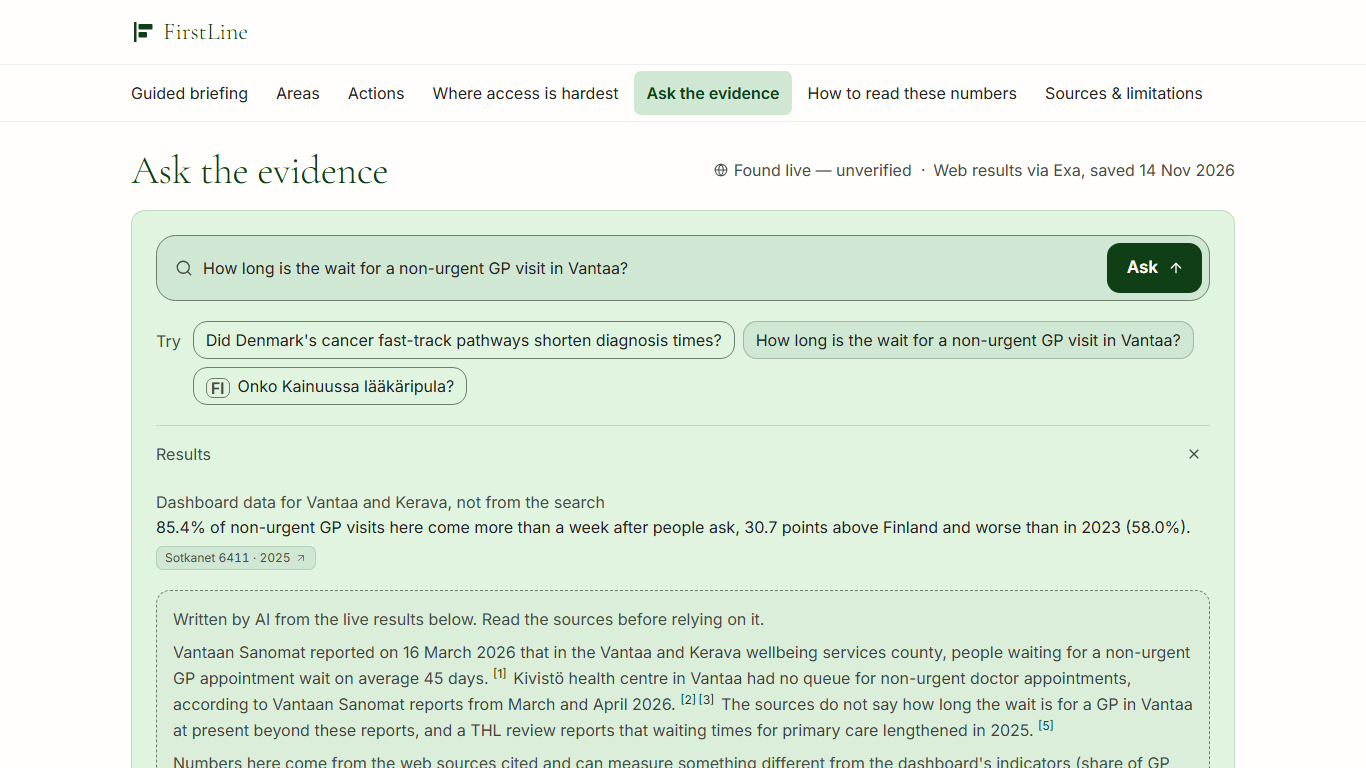 FirstLine
Guided briefing Areas Actions Where access is hardest Ask the evidence How to read these numbers Sources & limitations
Ask the evidence
Found live — unverified · Web results via Exa, saved 14 Nov 2026
How long is the wait for a non-urgent GP visit in Vantaa?
Ask
Try
Did Denmark's cancer fast-track pathways shorten diagnosis times?
How long is the wait for a non-urgent GP visit in Vantaa?
FI Onko Kainuussa lääkäripula?
Results
Dashboard data for Vantaa and Kerava, not from the search
85.4% of non-urgent GP visits here come more than a week after people ask, 30.7 points above Finland and worse than in 2023 (58.0%).
Sotkanet 6411 · 2025
Written by AI from the live results below. Read the sources before relying on it.
Vantaan Sanomat reported on 16 March 2026 that in the Vantaa and Kerava wellbeing services county, people waiting for a non-urgent
GP appointment wait on average 45 days. [1] Kivistö health centre in Vantaa had no queue for non-urgent doctor appointments,
according to Vantaan Sanomat reports from March and April 2026. [2] [3] The sources do not say how long the wait is for a GP in Vantaa
at present beyond these reports, and a THL review reports that waiting times for primary care lengthened in 2025. [5]
Numbers here come from the web sources cited and can measure something different from the dashboard's indicators (share of GP